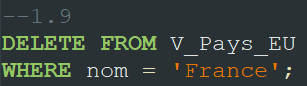 --1.9
DELETE FROM V_Pays_EU
WHERE nom = 'France';